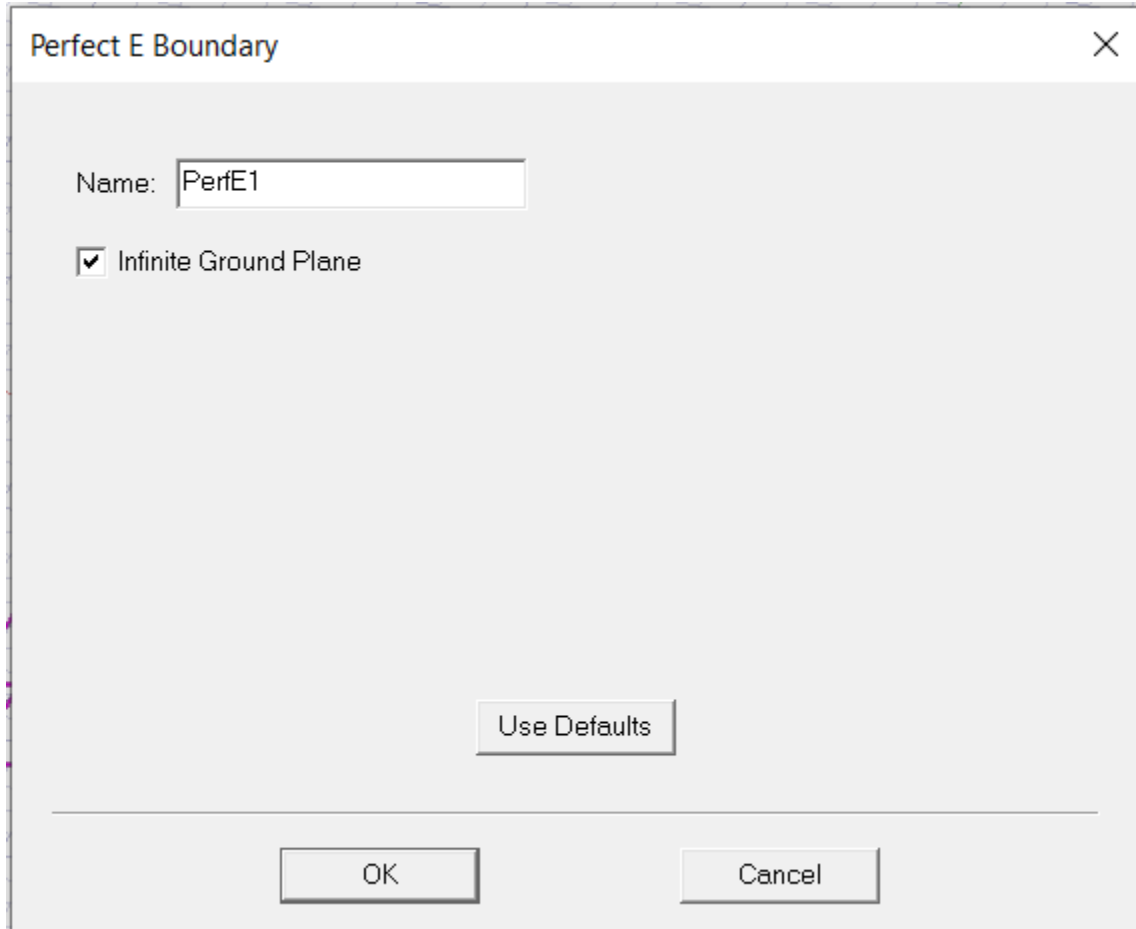 Perfect E Boundary
Name: PerfE1
Infinite Ground Plane
Use Defaults
OK Cancel